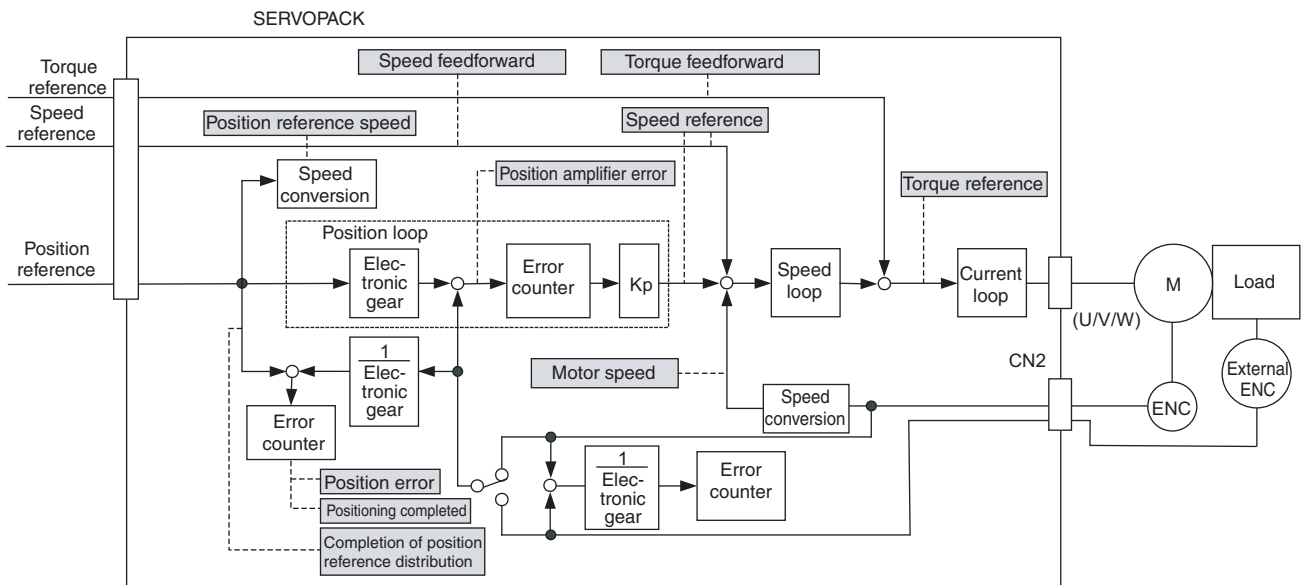 SERVOPACK
Speed feedforward
Torque feedforward
Torque
reference
Speed
reference
Position reference speed
Speed reference
Speed
conversion
Position amplifier error
Torque reference
Position
reference
Position loop
Elec-
tronic
gear
Error
counter
Kp
Speed
loop
Current
loop
M
Load
(U/V/W)
1
Elec-
tronic
gear
Motor speed
CN2
External
ENC
Error
counter
Speed
conversion
ENC
1
Elec-
tronic
gear
Error
counter
Position error
Positioning completed
Completion of position
reference distribution